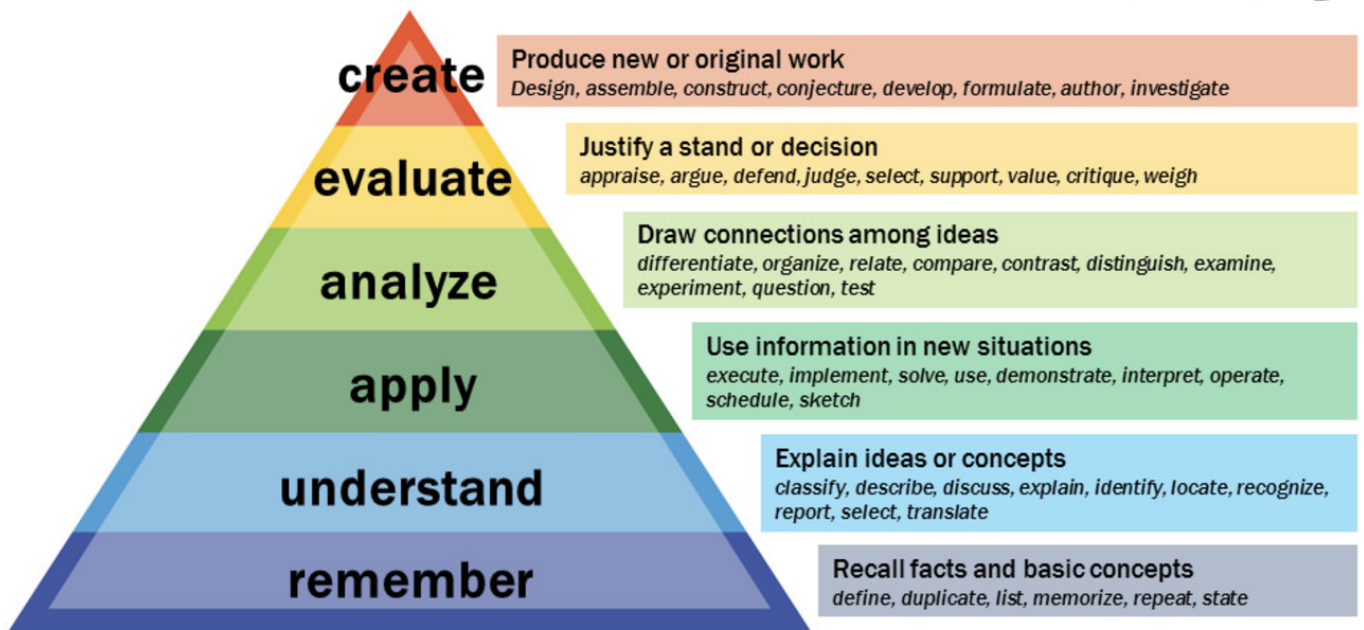 create
Produce new or original work
Design, assemble, construct, conjecture, develop, formulate, author, investigate
evaluate
Justify a stand or decision
appraise, argue, defend, judge, select, support, value, critique, weigh
analyze
Draw connections among ideas
differentiate, organize, relate, compare, contrast, distinguish, examine,
experiment, question, test
apply
Use information in new situations
execute, implement, solve, use, demonstrate, interpret, operate,
schedule, sketch
understand
Explain ideas or concepts
classify, describe, discuss, explain, identify, locate, recognize,
report, select, translate
remember
Recall facts and basic concepts
define, duplicate, list, memorize, repeat, state